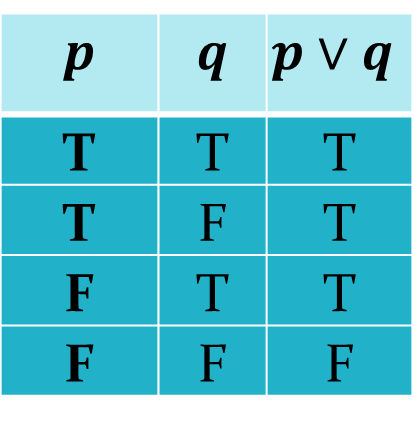 p q p ∨ q
T T T
T F T
F T T
F F F